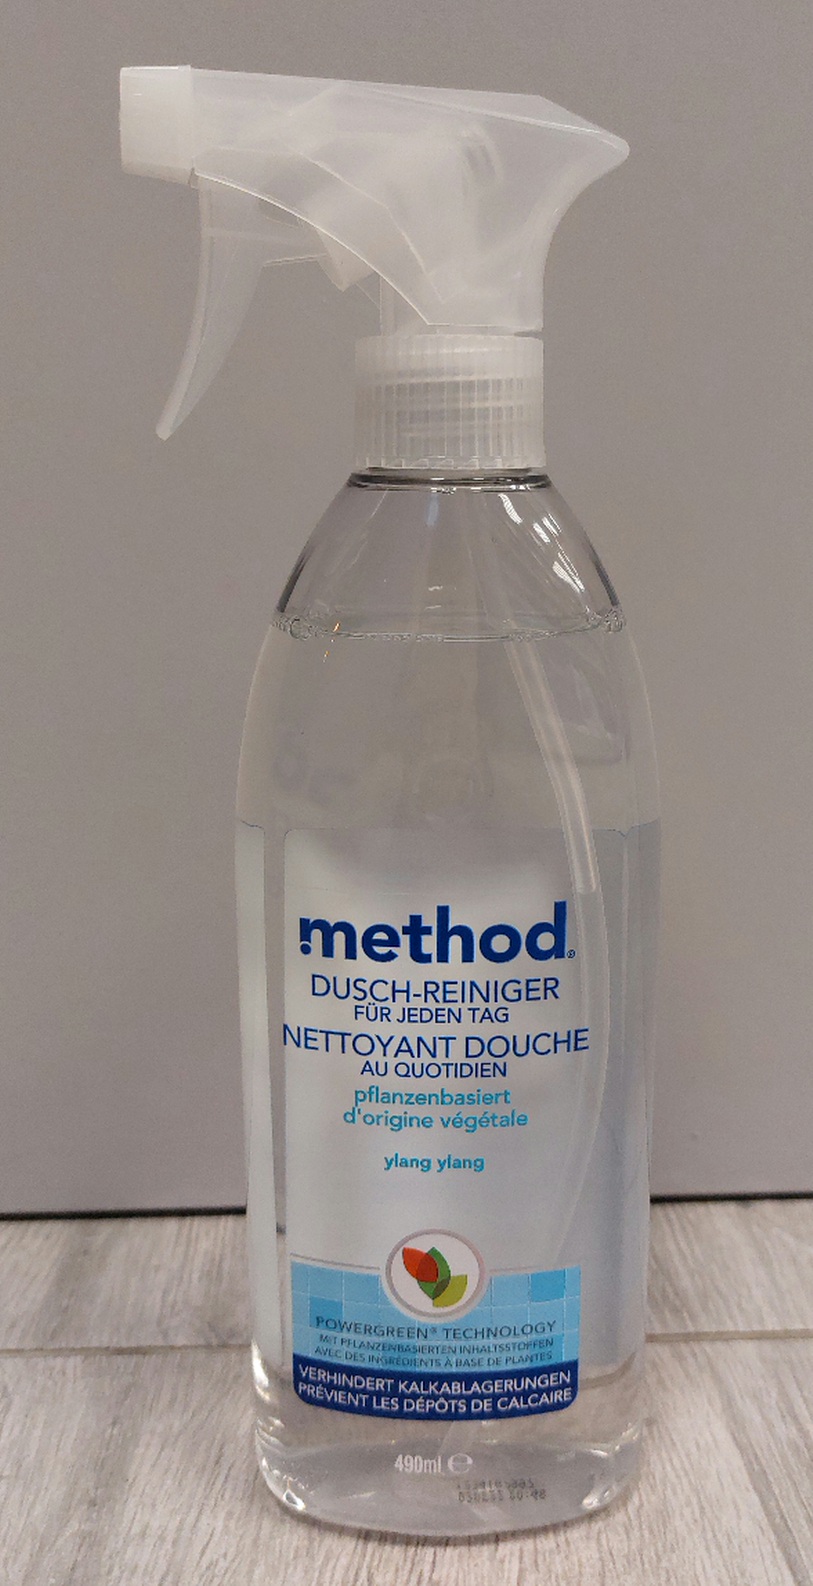 method®
DUSCH-REINIGER
FÜR JEDEN TAG
NETTOYANT DOUCHE
AU QUOTIDIEN
pflanzenbasiert
d'origine végétale
ylang ylang
POWERGREEN® TECHNOLOGY
MIT PFLANZENBASIERTEN INHALTSSTOFFEN
AVEC DES INGRÉDIENTS À BASE DE PLANTES
VERHINDERT KALKABLAGERUNGEN
PRÉVIENT LES DÉPÔTS DE CALCAIRE
490ml ℮